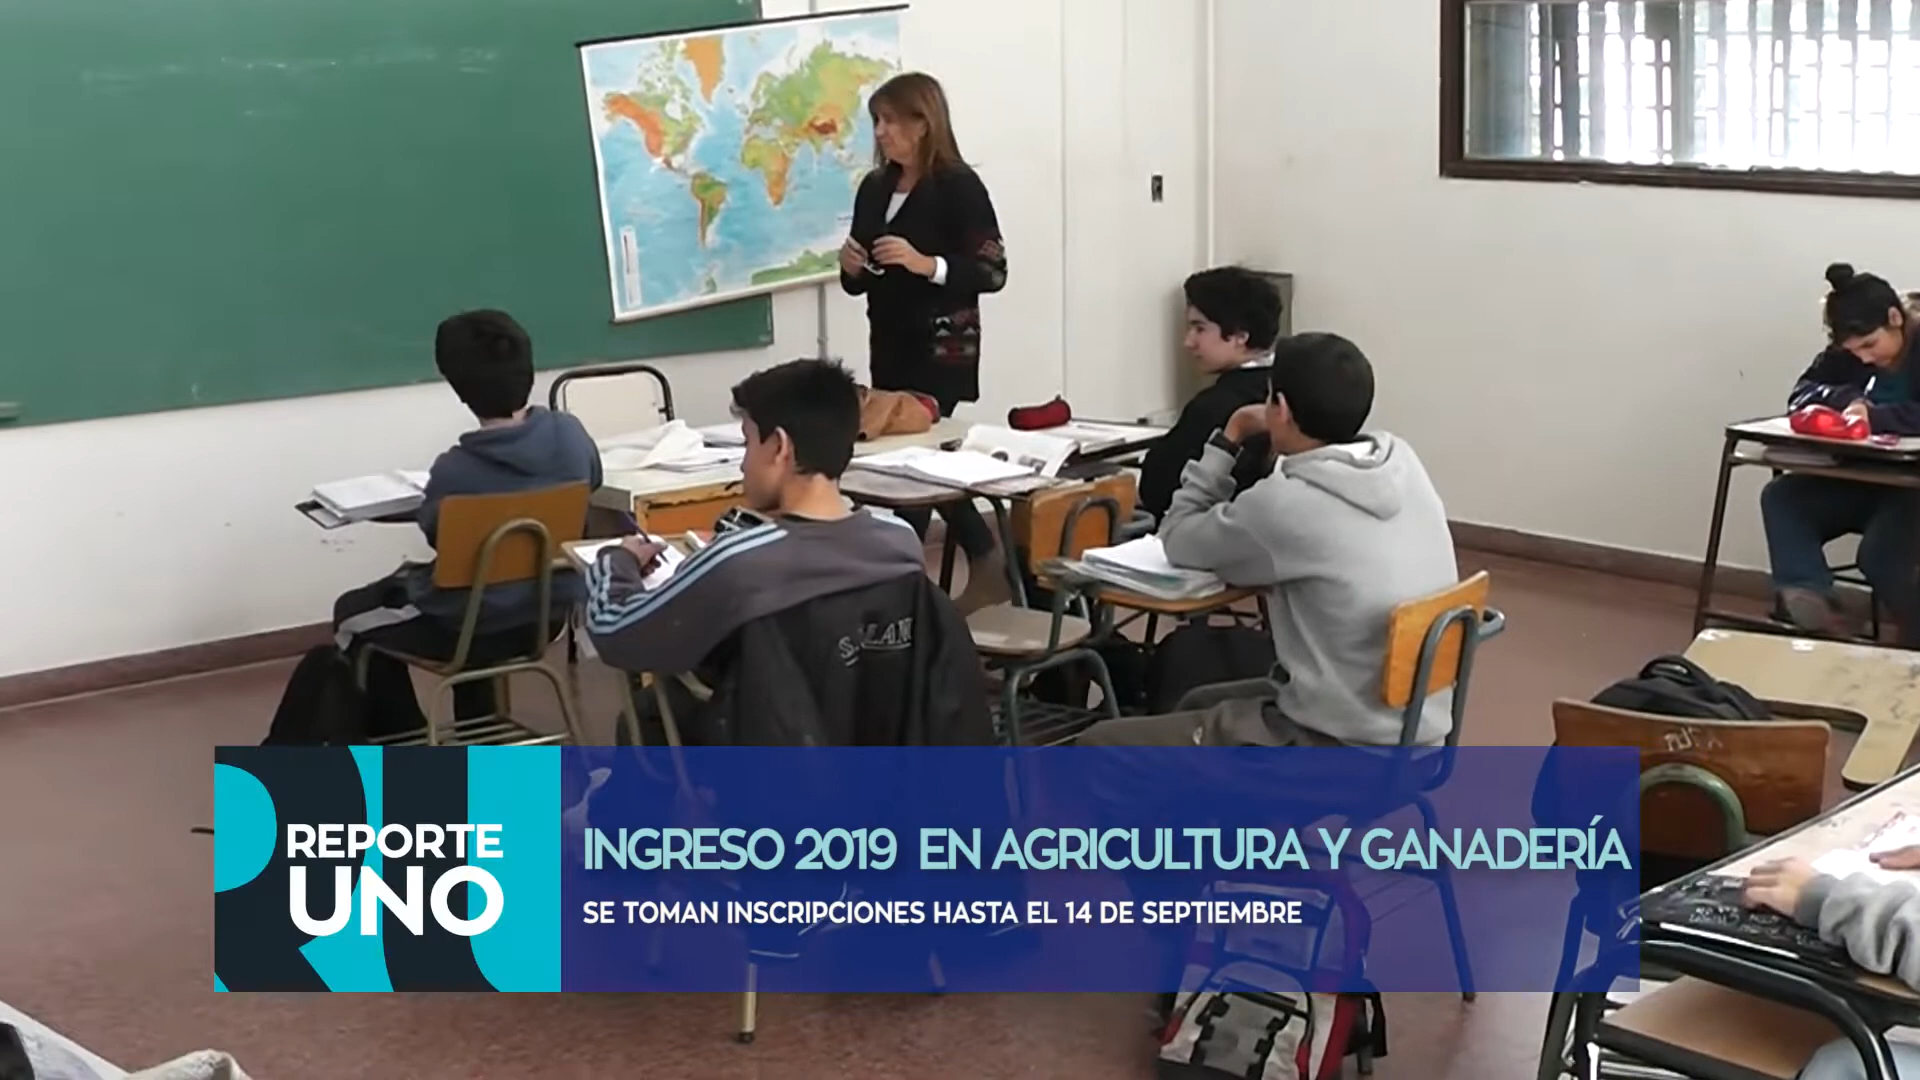 REPORTE
UNO
INGRESO 2019 EN AGRICULTURA Y GANADERÍA
SE TOMAN INSCRIPCIONES HASTA EL 14 DE SEPTIEMBRE